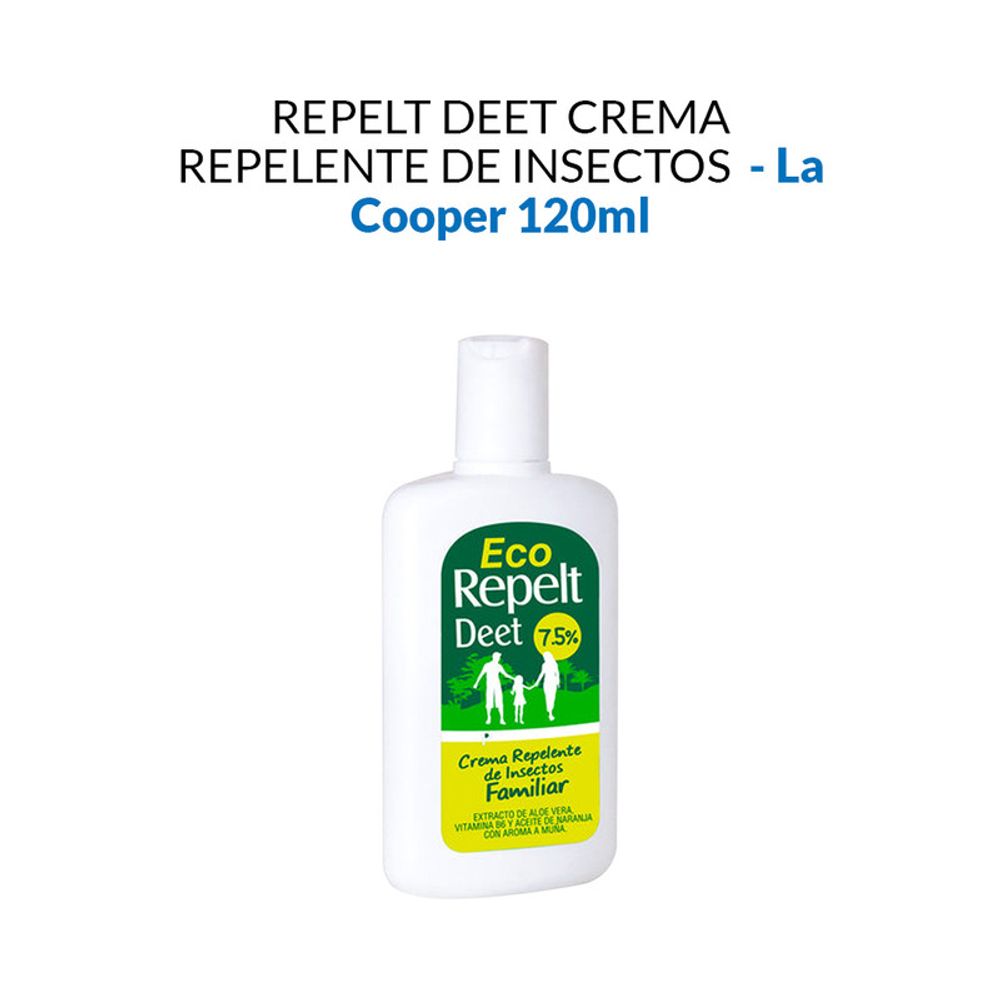 REPELT DEET CREMA
REPELENTE DE INSECTOS - La
Cooper 120ml
Eco
Repelt
Deet 7.5%
Crema Repelente
de Insectos
Familiar
EXTRACTO DE ALOE VERA,
VITAMINA B6 Y ACEITE DE NARANJA
CON AROMA A MUÑA.